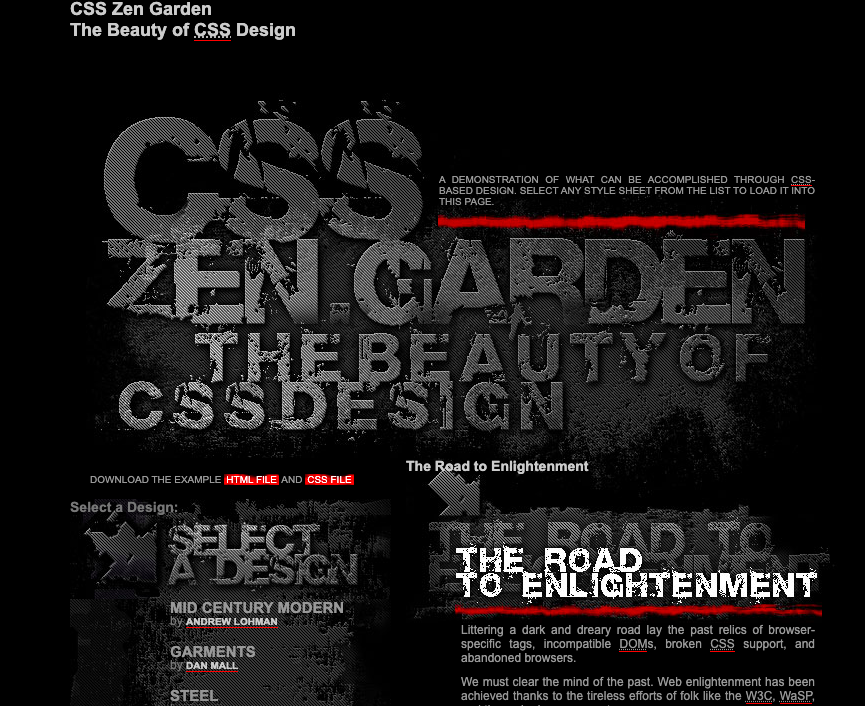 CSS Zen Garden
The Beauty of CSS Design
CSS
ZEN GARDEN
THE BEAUTY OF
CSS DESIGN
A DEMONSTRATION OF WHAT CAN BE ACCOMPLISHED THROUGH CSS-
BASED DESIGN. SELECT ANY STYLE SHEET FROM THE LIST TO LOAD IT INTO
THIS PAGE.
DOWNLOAD THE EXAMPLE HTML FILE AND CSS FILE
Select a Design:
SELECT
A DESIGN
MID CENTURY MODERN
by ANDREW LOHMAN
GARMENTS
by DAN MALL
STEEL
The Road to Enlightenment
THE ROAD TO
ENLIGHTENMENT
THE ROAD
TO ENLIGHTENMENT
Littering a dark and dreary road lay the past relics of browser-
specific tags, incompatible DOMs, broken CSS support, and
abandoned browsers.
We must clear the mind of the past. Web enlightenment has been
achieved thanks to the tireless efforts of folk like the W3C, WaSP,